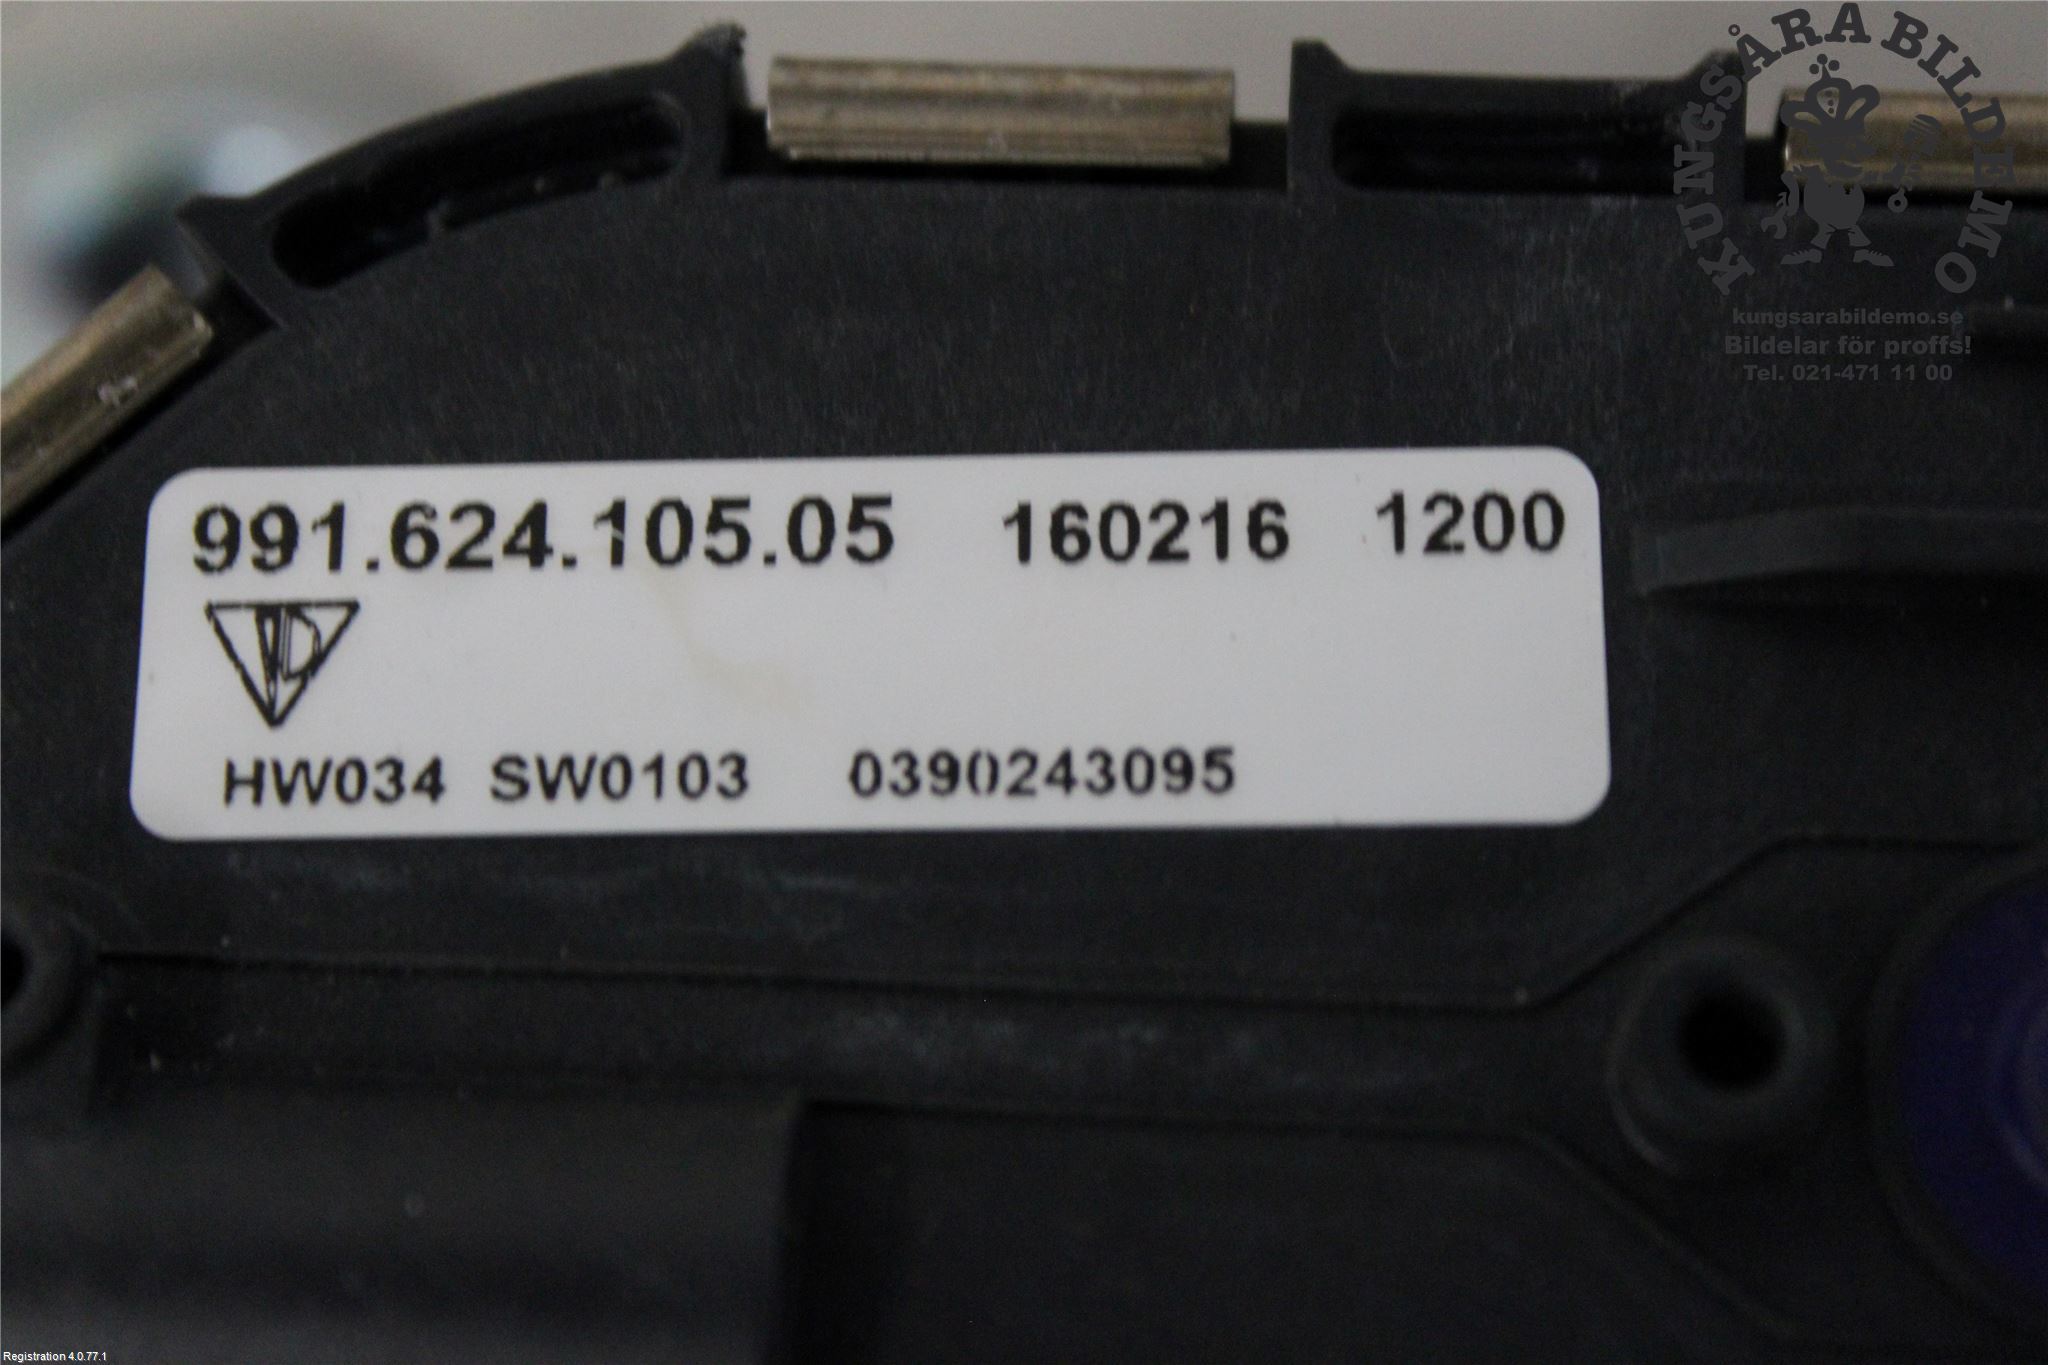 KUNGSÅRA BILDEMO
kungsarabildemo.se
Bildelar för proffs!
Tel. 021-471 11 00
991.624.105.05 160216 1200
HW034 SW0103 0390243095
Registration 4.0.77.1